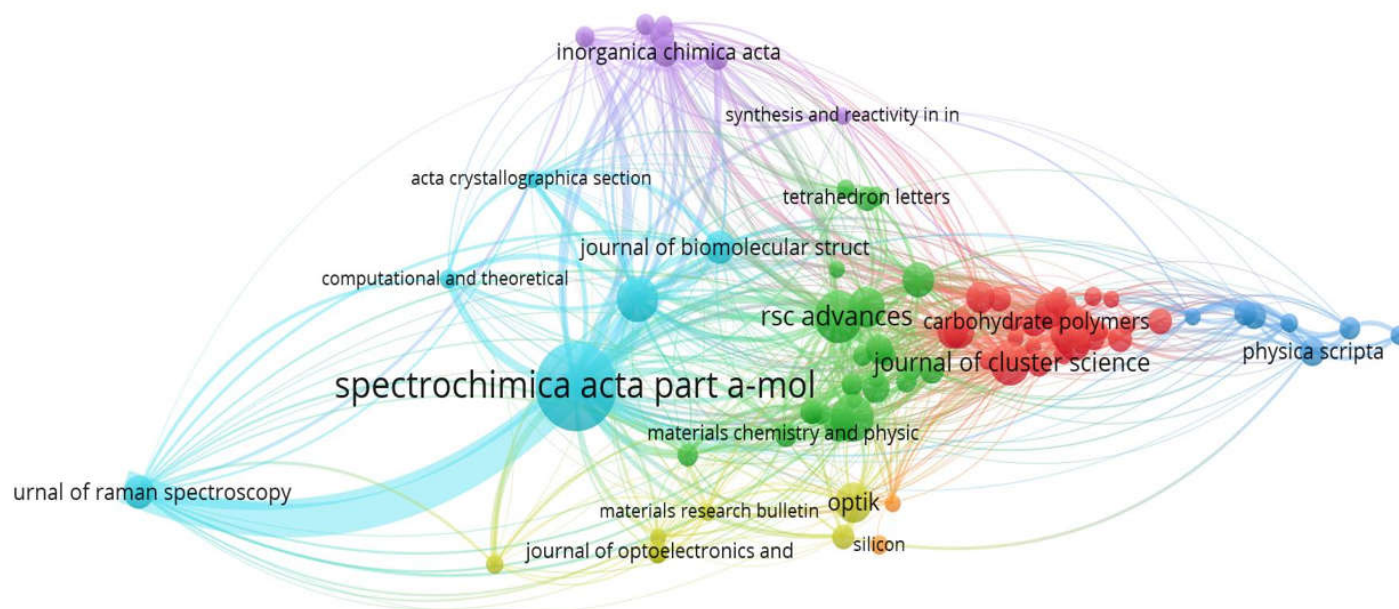 inorganica chimica acta
synthesis and reactivity in in
acta crystallographica section
tetrahedron letters
journal of biomolecular struct
computational and theoretical
rsc advances
carbohydrate polymers
physica scripta
journal of cluster science
spectrochimica acta part a-mol
materials chemistry and physic
urnal of raman spectroscopy
optik
materials research bulletin
silicon
journal of optoelectronics and